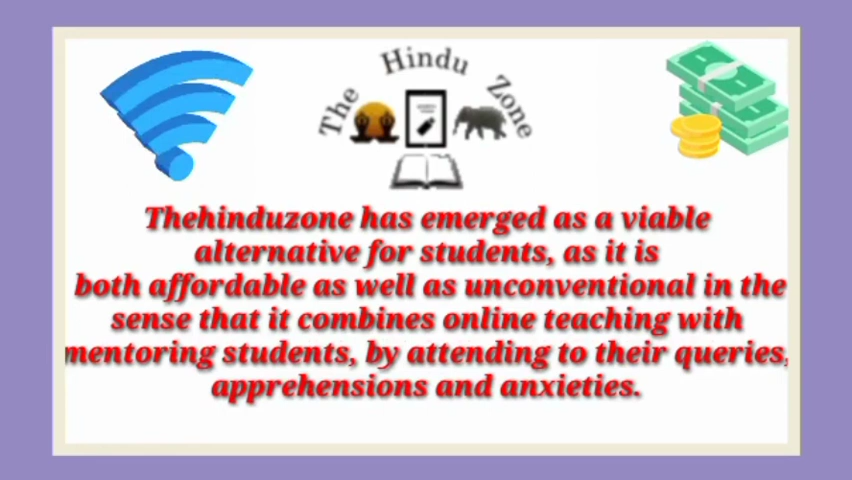 The Hindu Zone
Thehinduzone has emerged as a viable
alternative for students, as it is
both affordable as well as unconventional in the
sense that it combines online teaching with
mentoring students, by attending to their queries,
apprehensions and anxieties.